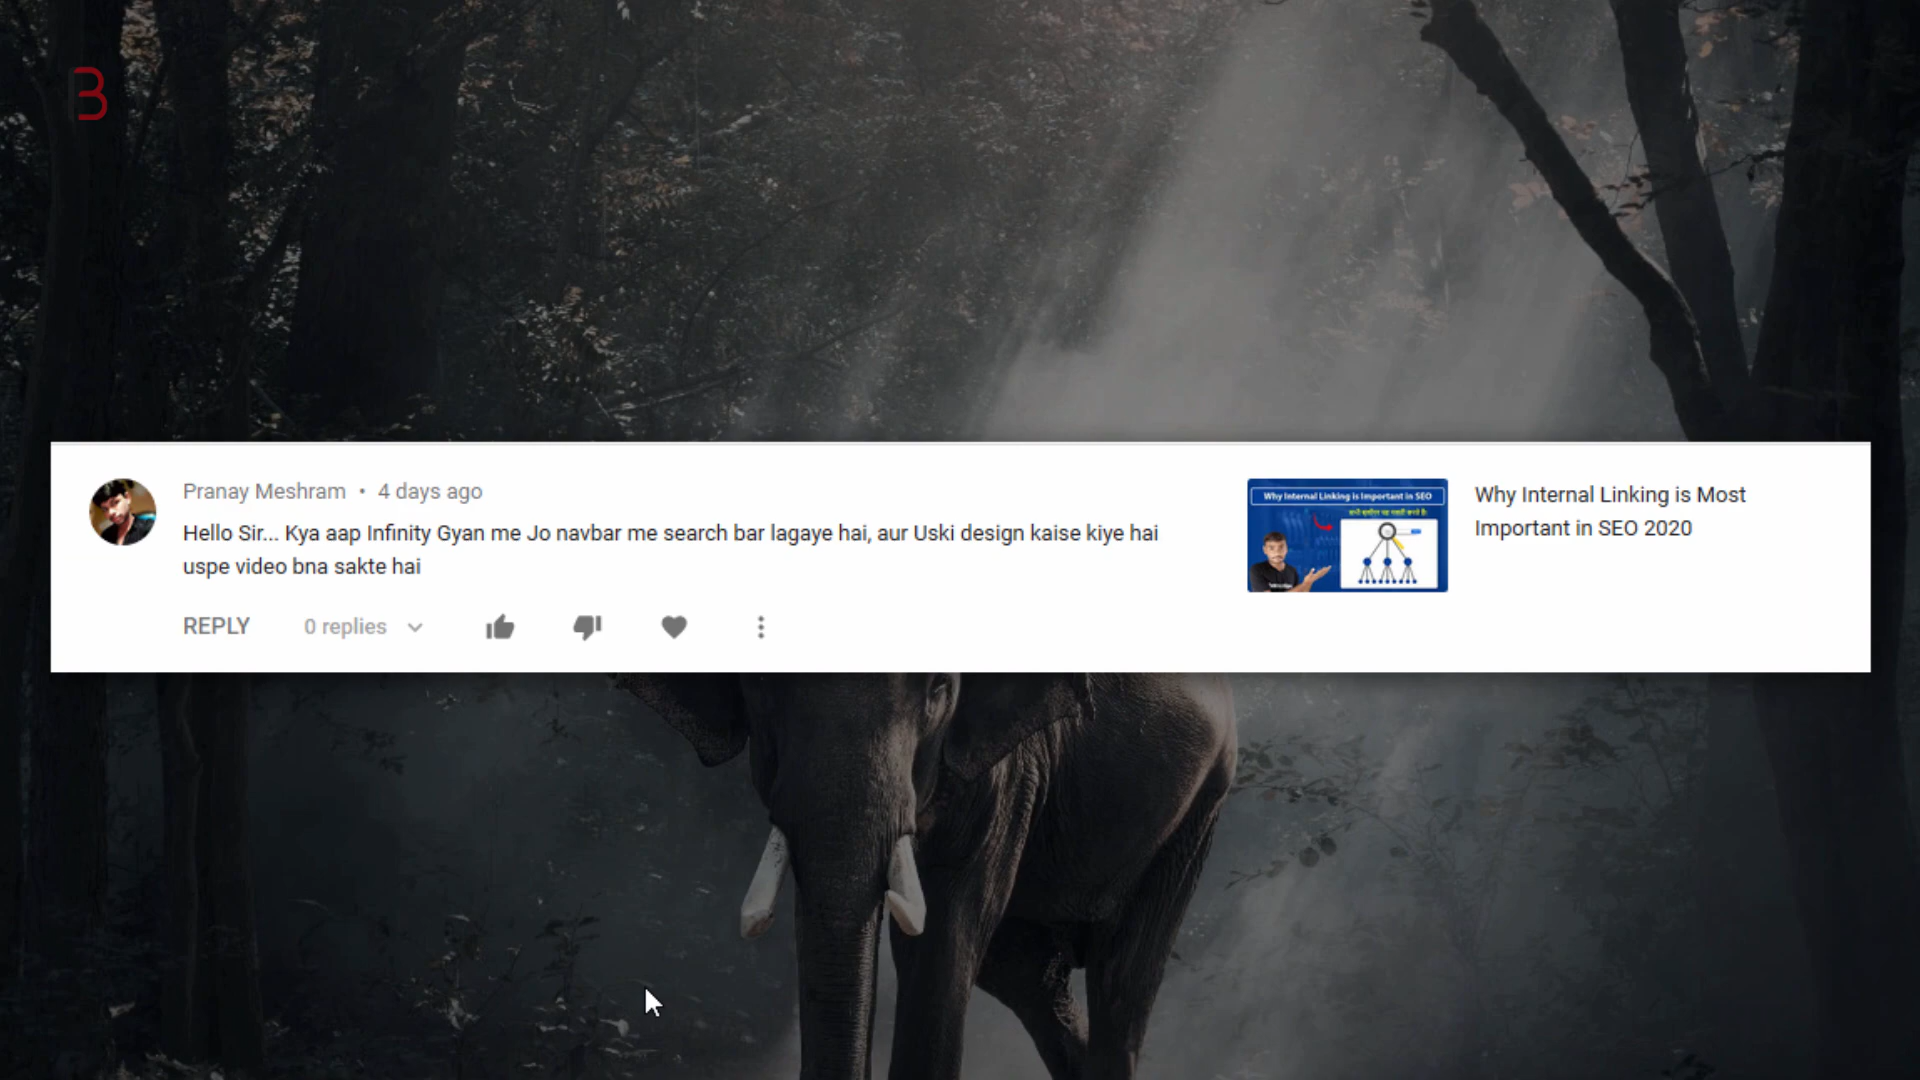 B
Pranay Meshram • 4 days ago
Hello Sir... Kya aap Infinity Gyan me Jo navbar me search bar lagaye hai, aur Uski design kaise kiye hai
uspe video bna sakte hai
REPLY 0 replies
Why Internal Linking is Important in SEO
Why Internal Linking is Most
Important in SEO 2020